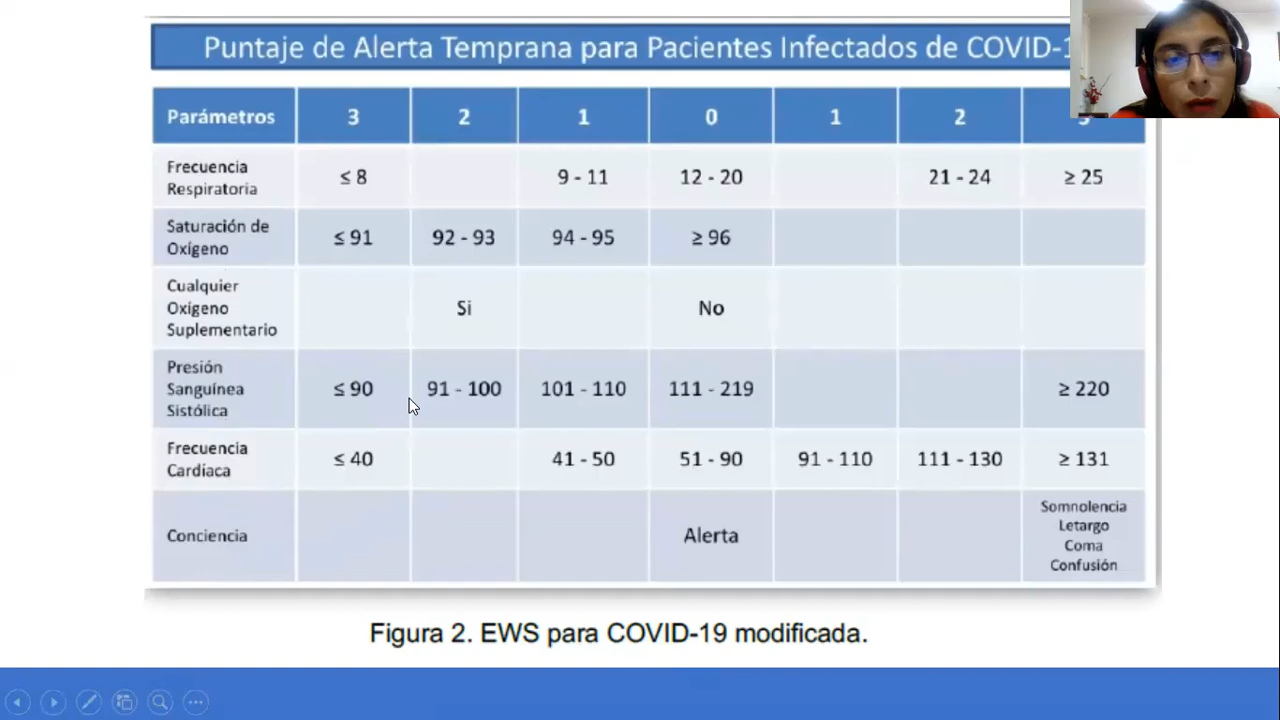 Puntaje de Alerta Temprana para Pacientes Infectados de COVID-1
Parámetros 3 2 1 0 1 2
Frecuencia
Respiratoria
≤ 8 9 - 11 12 - 20 21 - 24 ≥ 25
Saturación de
Oxígeno
≤ 91 92 - 93 94 - 95 ≥ 96
Cualquier
Oxígeno
Suplementario
Si No
Presión
Sanguínea
Sistólica
≤ 90 91 - 100 101 - 110 111 - 219 ≥ 220
Frecuencia
Cardíaca
≤ 40 41 - 50 51 - 90 91 - 110 111 - 130 ≥ 131
Conciencia
Alerta
Somnolencia
Letargo
Coma
Confusión
Figura 2. EWS para COVID-19 modificada.